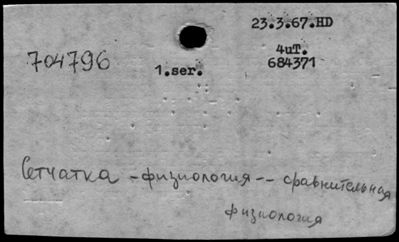 23.3.67.HD
704796
1.ser.
4uT.
684371
Сетчатка - физиология -- сравнительная
физиология